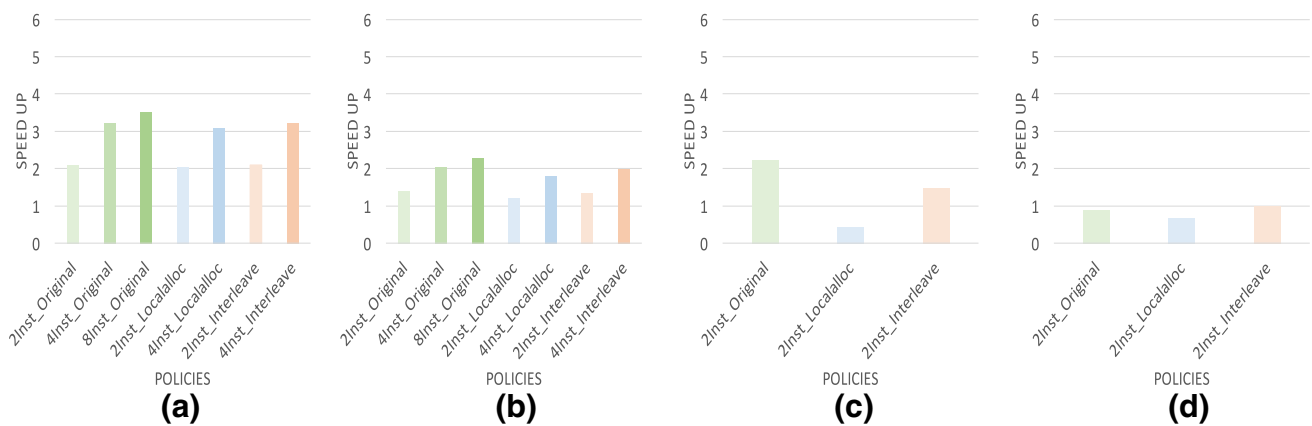 6
5
4
3
2
1
0
SPEED UP
2Inst_Original
4Inst_Original
8Inst_Original
2Inst_Localalloc
4Inst_Localalloc
2Inst_Interleave
4Inst_Interleave
POLICIES
(a)
6
5
4
3
2
1
0
SPEED UP
2Inst_Original
4Inst_Original
8Inst_Original
2Inst_Localalloc
4Inst_Localalloc
2Inst_Interleave
4Inst_Interleave
POLICIES
(b)
6
5
4
3
2
1
0
SPEED UP
2Inst_Original
2Inst_Localalloc
2Inst_Interleave
POLICIES
(c)
6
5
4
3
2
1
0
SPEED UP
2Inst_Original
2Inst_Localalloc
2Inst_Interleave
POLICIES
(d)